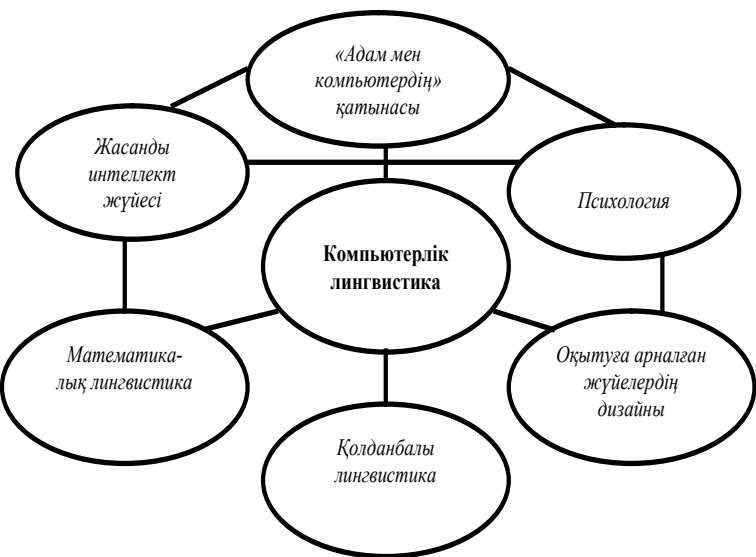 «Адам мен
компьютердің»
қатынасы
Жасанды
интеллект
жүйесі
Психология
Компьютерлік
лингвистика
Математика-
лық лингвистика
Оқытуға арналған
жүйелердің
дизайны
Қолданбалы
лингвистика